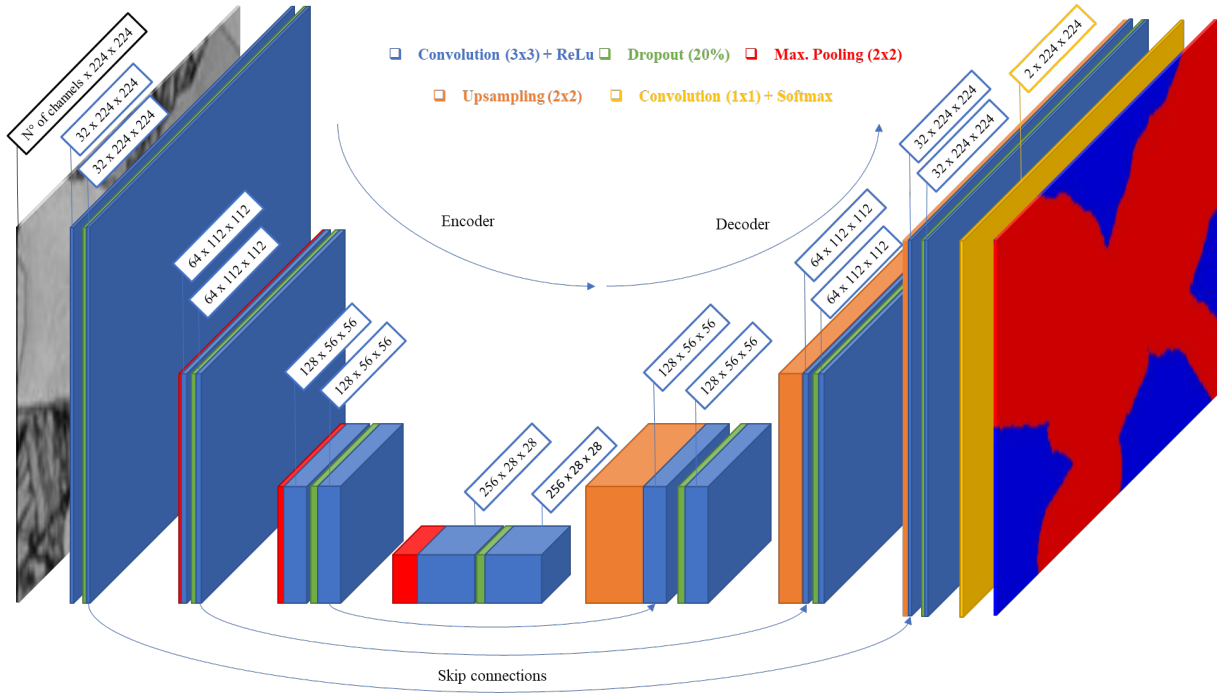 Convolution (3x3) + ReLu
Dropout (20%)
Max. Pooling (2x2)
Upsampling (2x2)
Convolution (1x1) + Softmax
N° of channels x 224 x 224
32 x 224 x 224
32 x 224 x 224
64 x 112 x 112
64 x 112 x 112
128 x 56 x 56
128 x 56 x 56
256 x 28 x 28
256 x 28 x 28
128 x 56 x 56
128 x 56 x 56
64 x 112 x 112
64 x 112 x 112
32 x 224 x 224
32 x 224 x 224
2 x 224 x 224
Encoder
Decoder
Skip connections